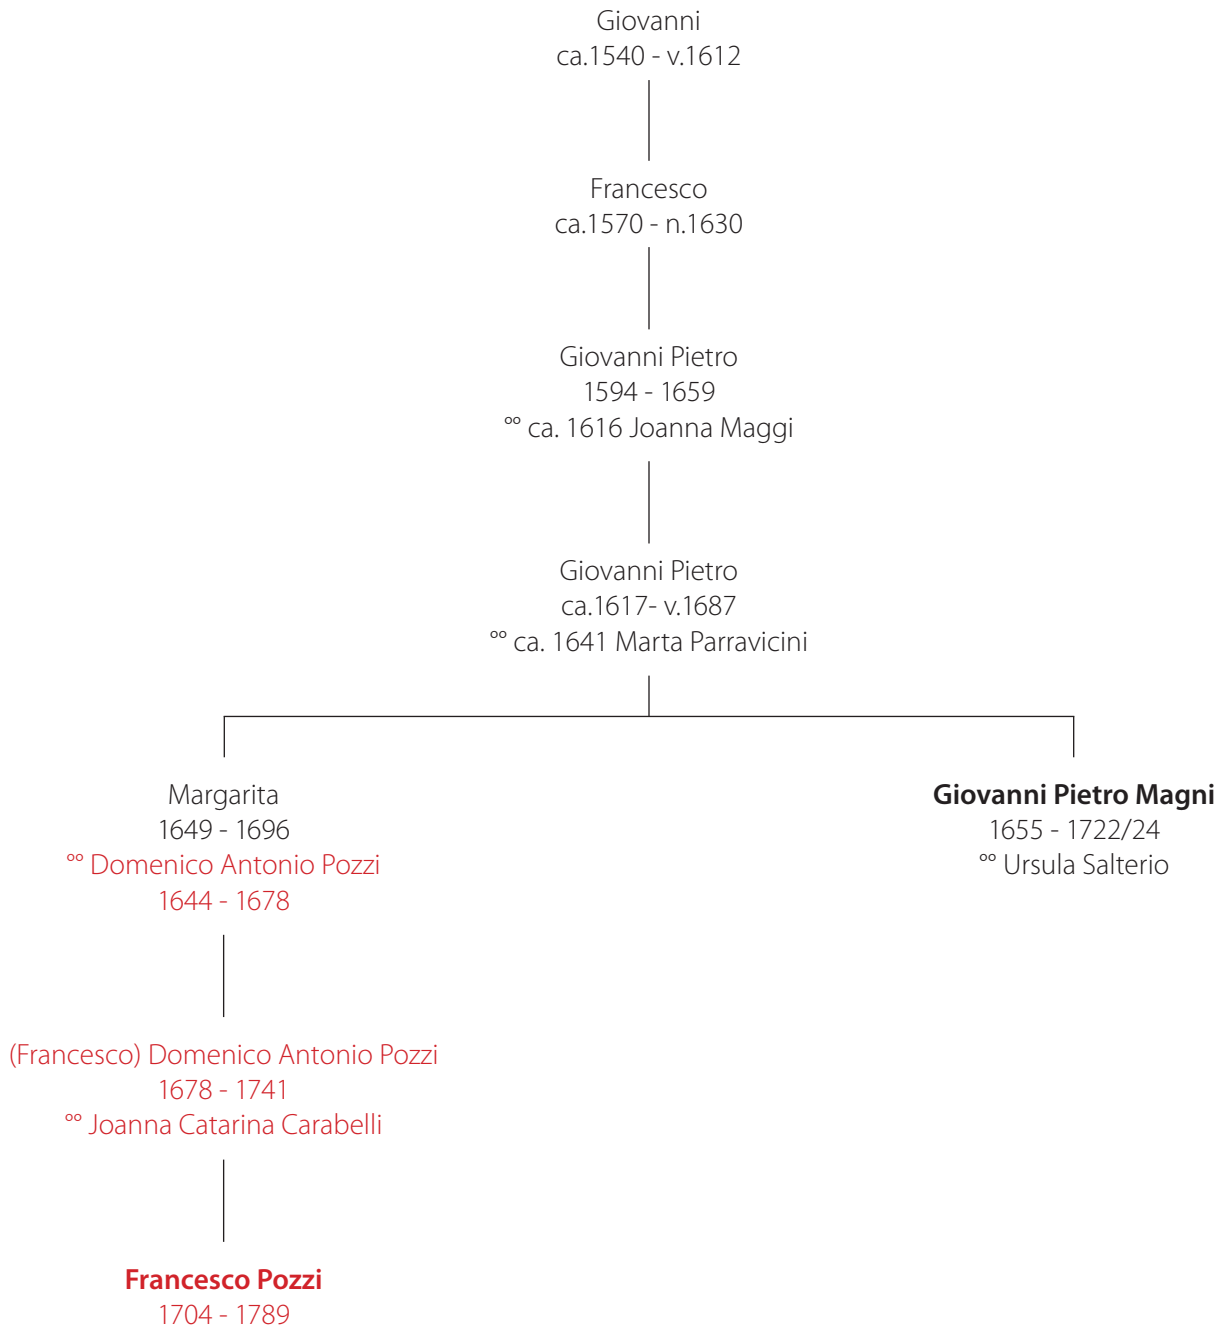 Giovanni
ca.1540 - v.1612
Francesco
ca.1570 - n.1630
Giovanni Pietro
1594 - 1659
°° ca. 1616 Joanna Maggi
Giovanni Pietro
ca.1617- v.1687
°° ca. 1641 Marta Parravicini
Margarita
1649 - 1696
°° Domenico Antonio Pozzi
1644 - 1678
Giovanni Pietro Magni
1655 - 1722/24
°° Ursula Salterio
(Francesco) Domenico Antonio Pozzi
1678 - 1741
°° Joanna Catarina Carabelli
Francesco Pozzi
1704 - 1789